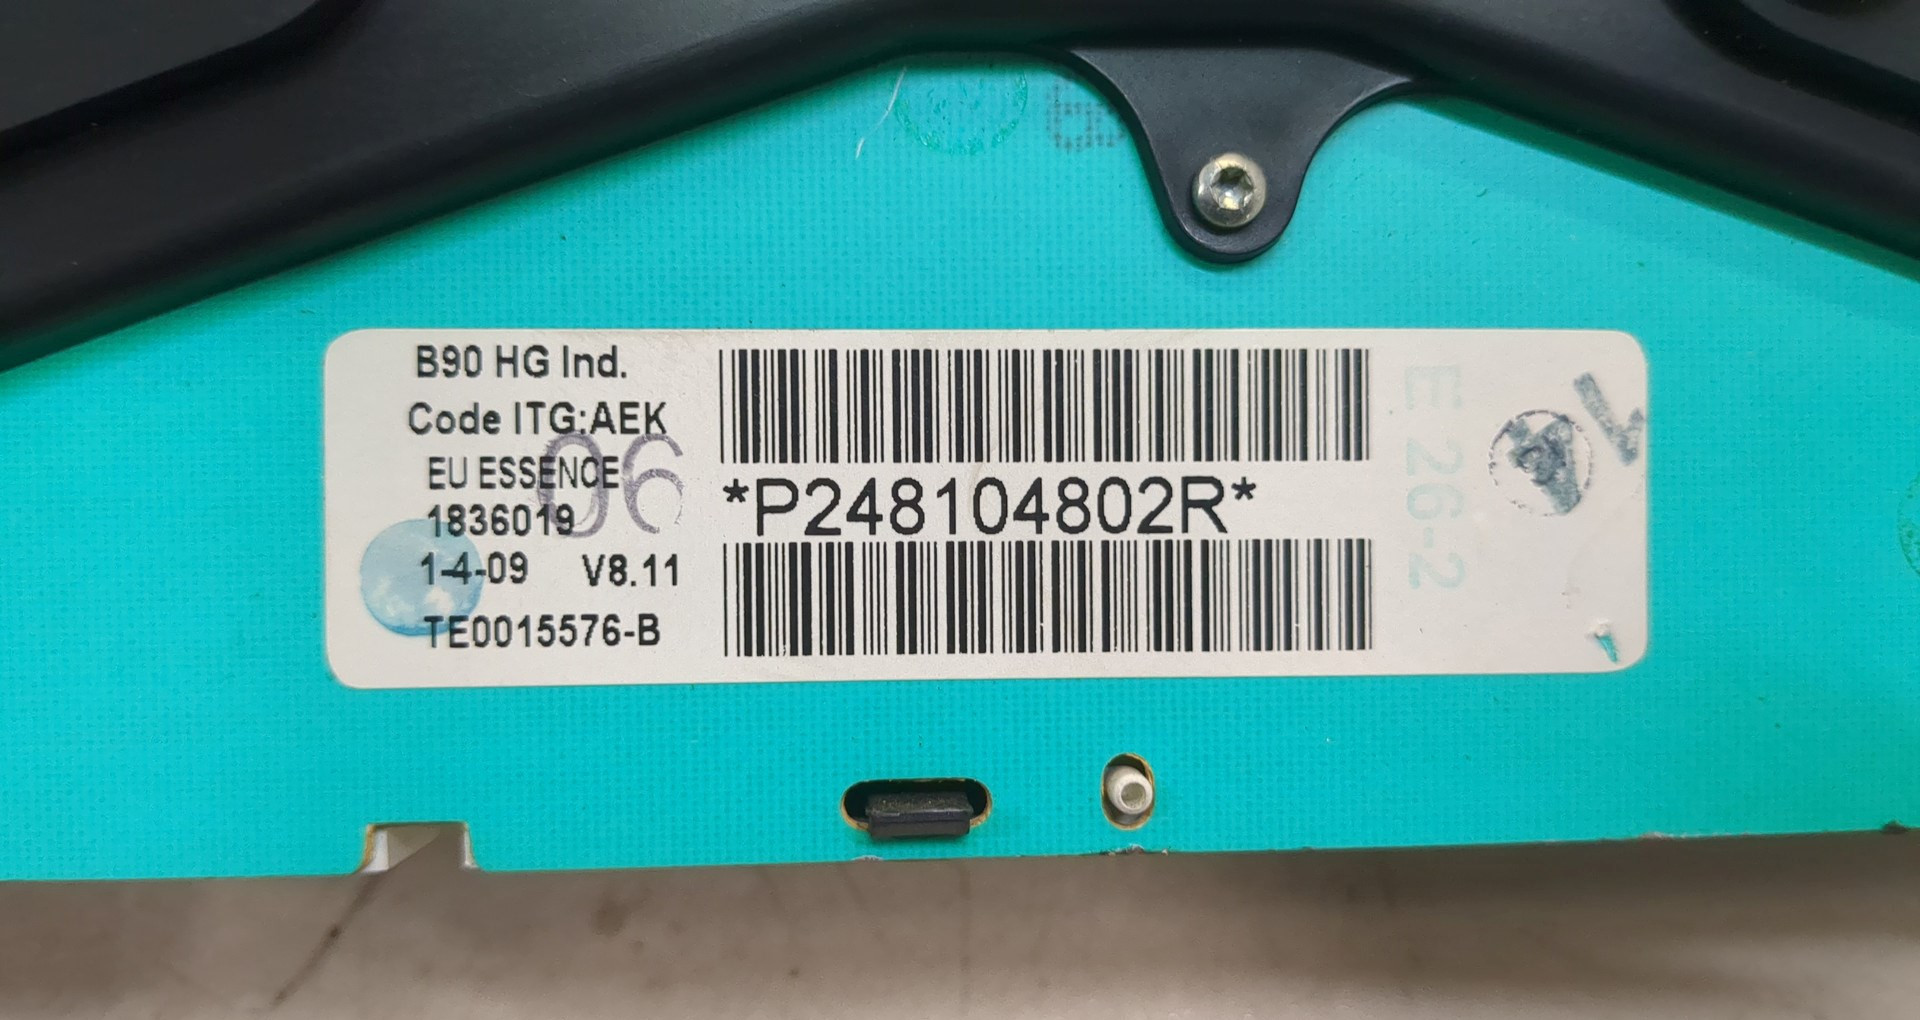 B90 HG Ind.
Code ITG:AEK
06
EU ESSENCE
1836019
1-4-09 V8.11
TE0015576-B
*P248104802R*
E 26-2